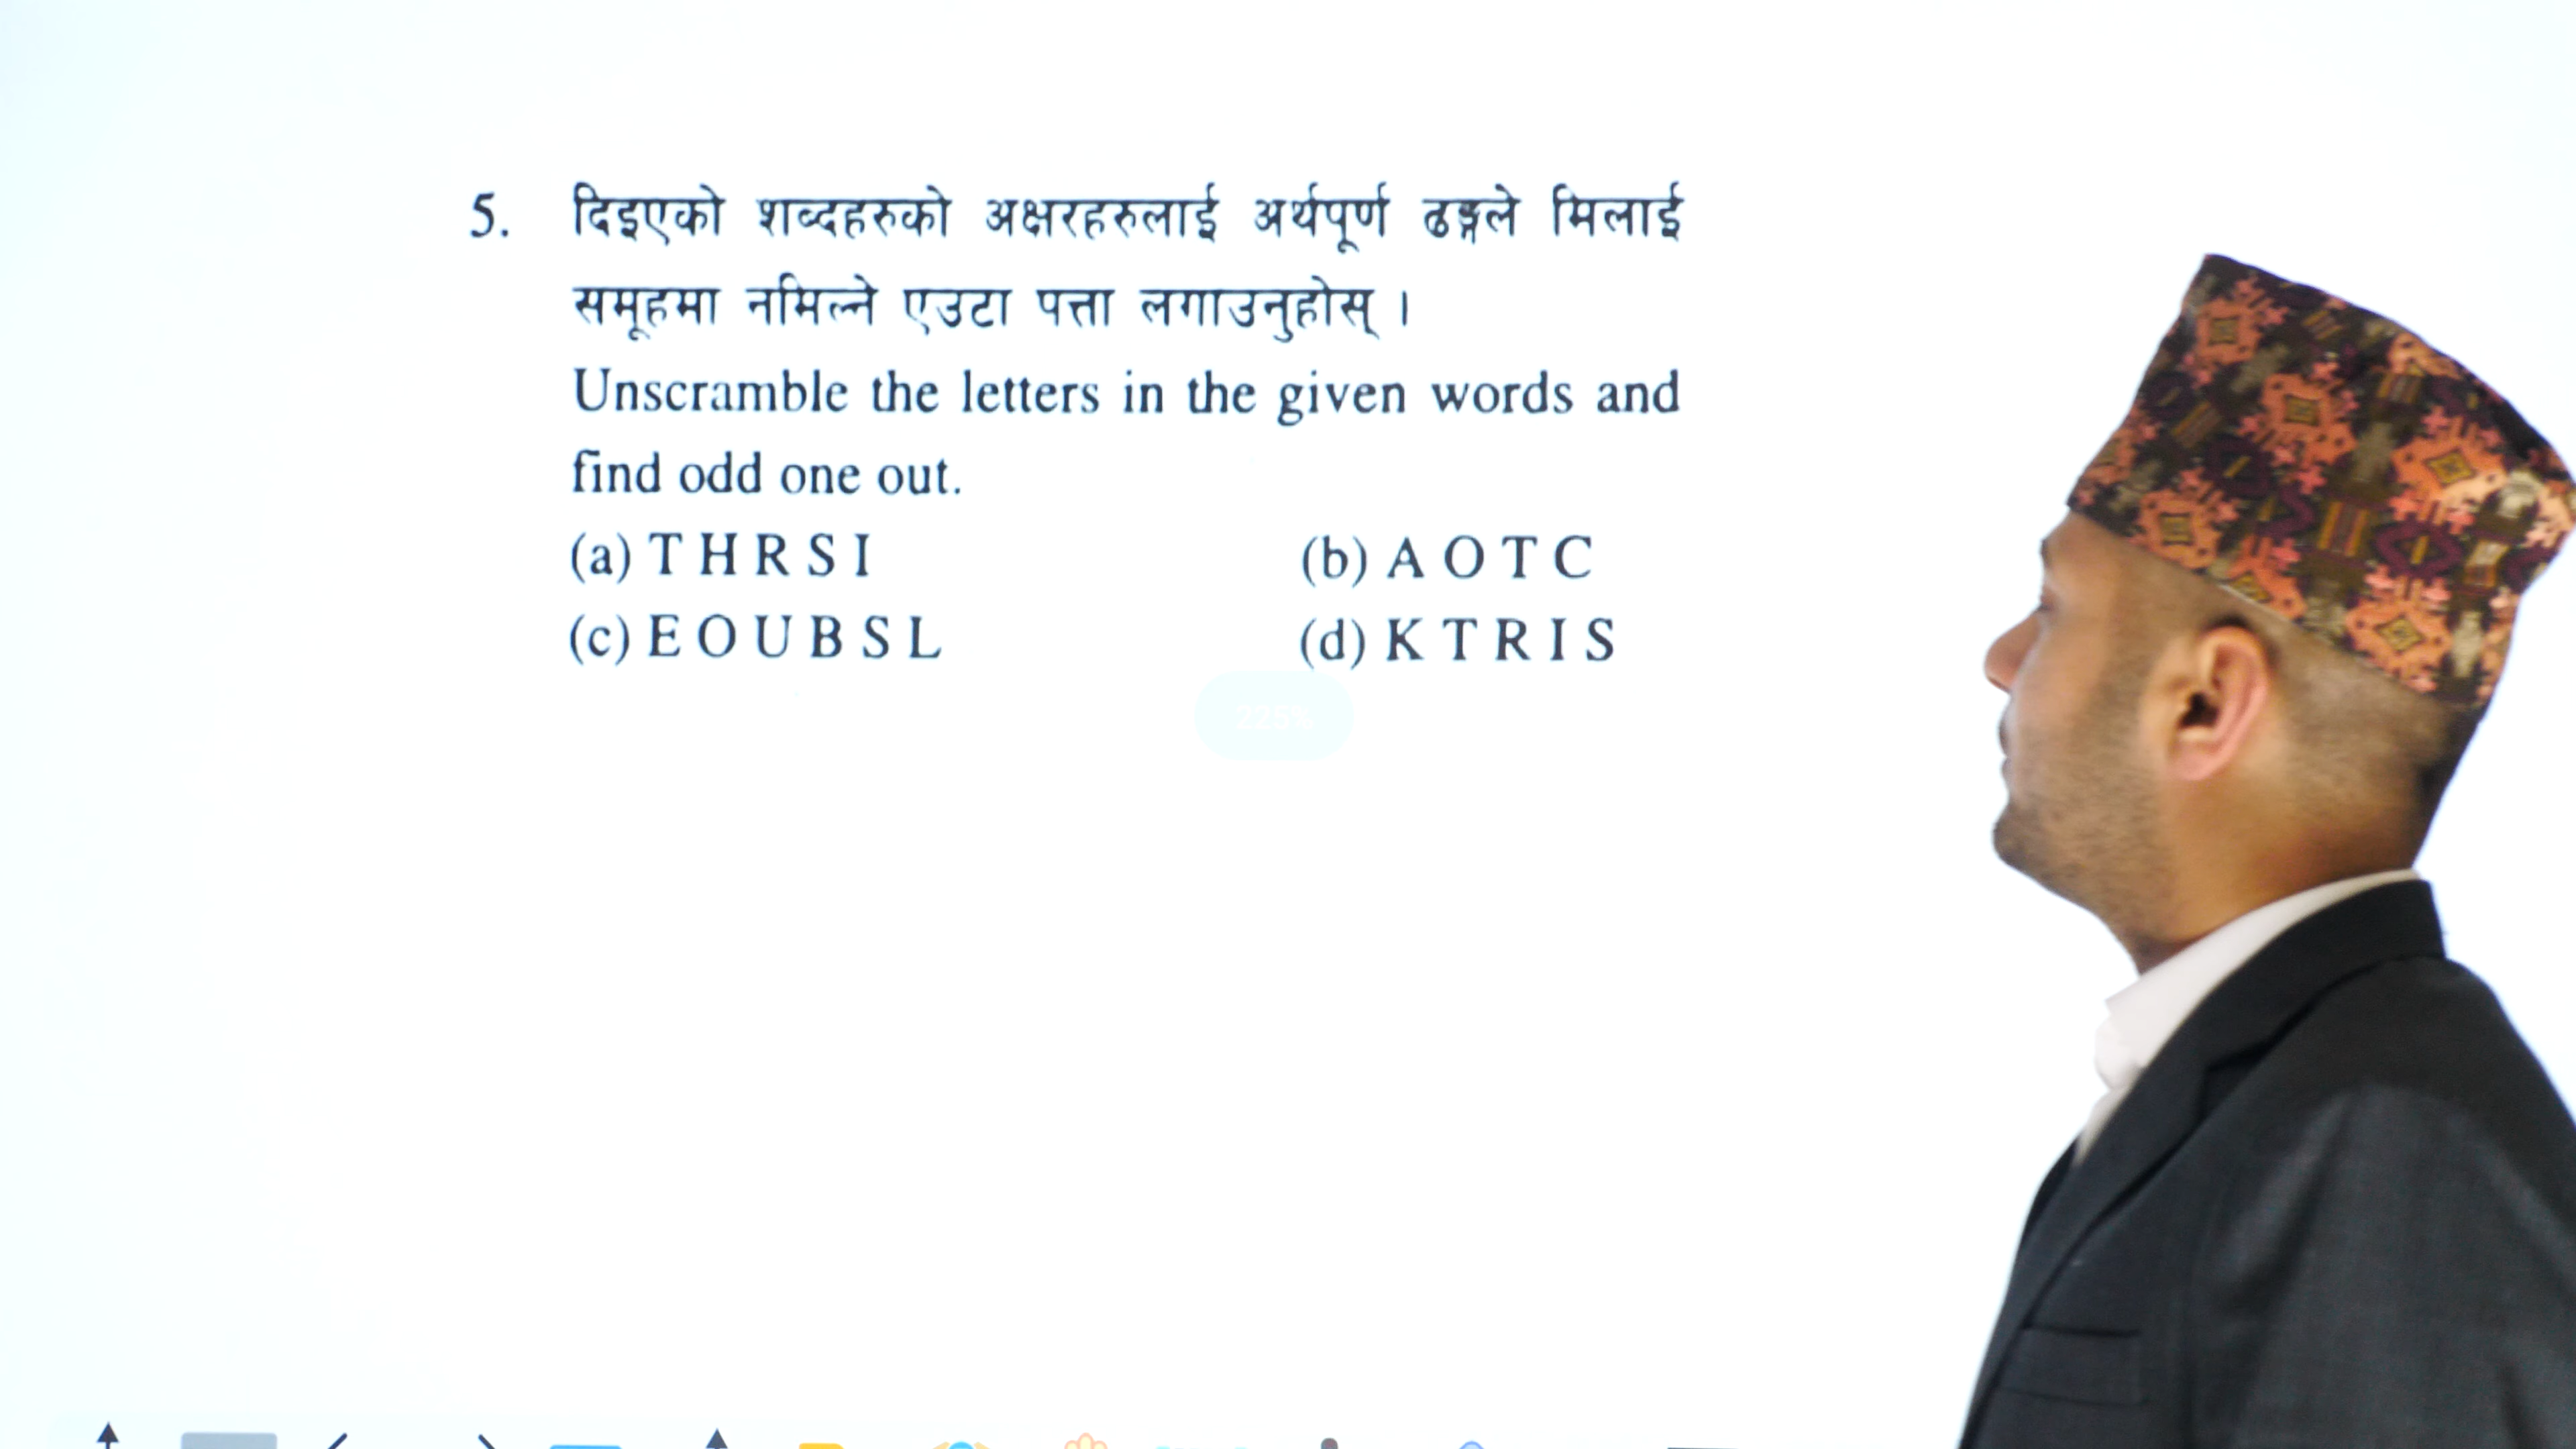 5. दिइएको शब्दहरुको अक्षरहरुलाई अर्थपूर्ण ढङ्गले मिलाई
समूहमा नमिल्ने एउटा पत्ता लगाउनुहोस् ।
Unscramble the letters in the given words and
find odd one out.
(a) T H R S I (b) A O T C
(c) E O U B S L (d) K T R I S
225%